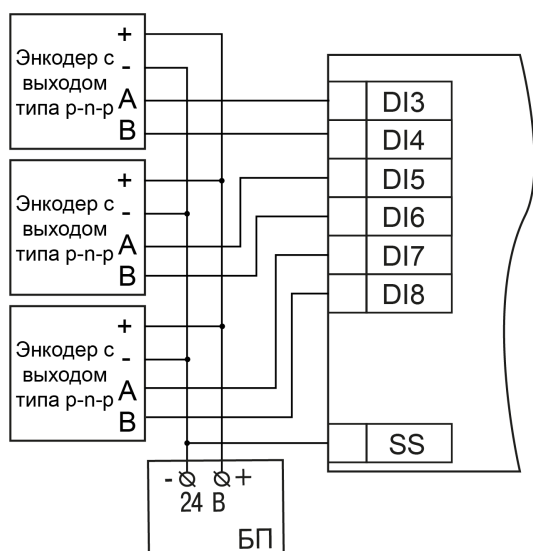 Энкодер с
выходом
типа p-n-p
+
-
A
B
Энкодер с
выходом
типа p-n-p
+
-
A
B
Энкодер с
выходом
типа p-n-p
+
-
A
B
DI3
DI4
DI5
DI6
DI7
DI8
SS
- +
24 В
БП